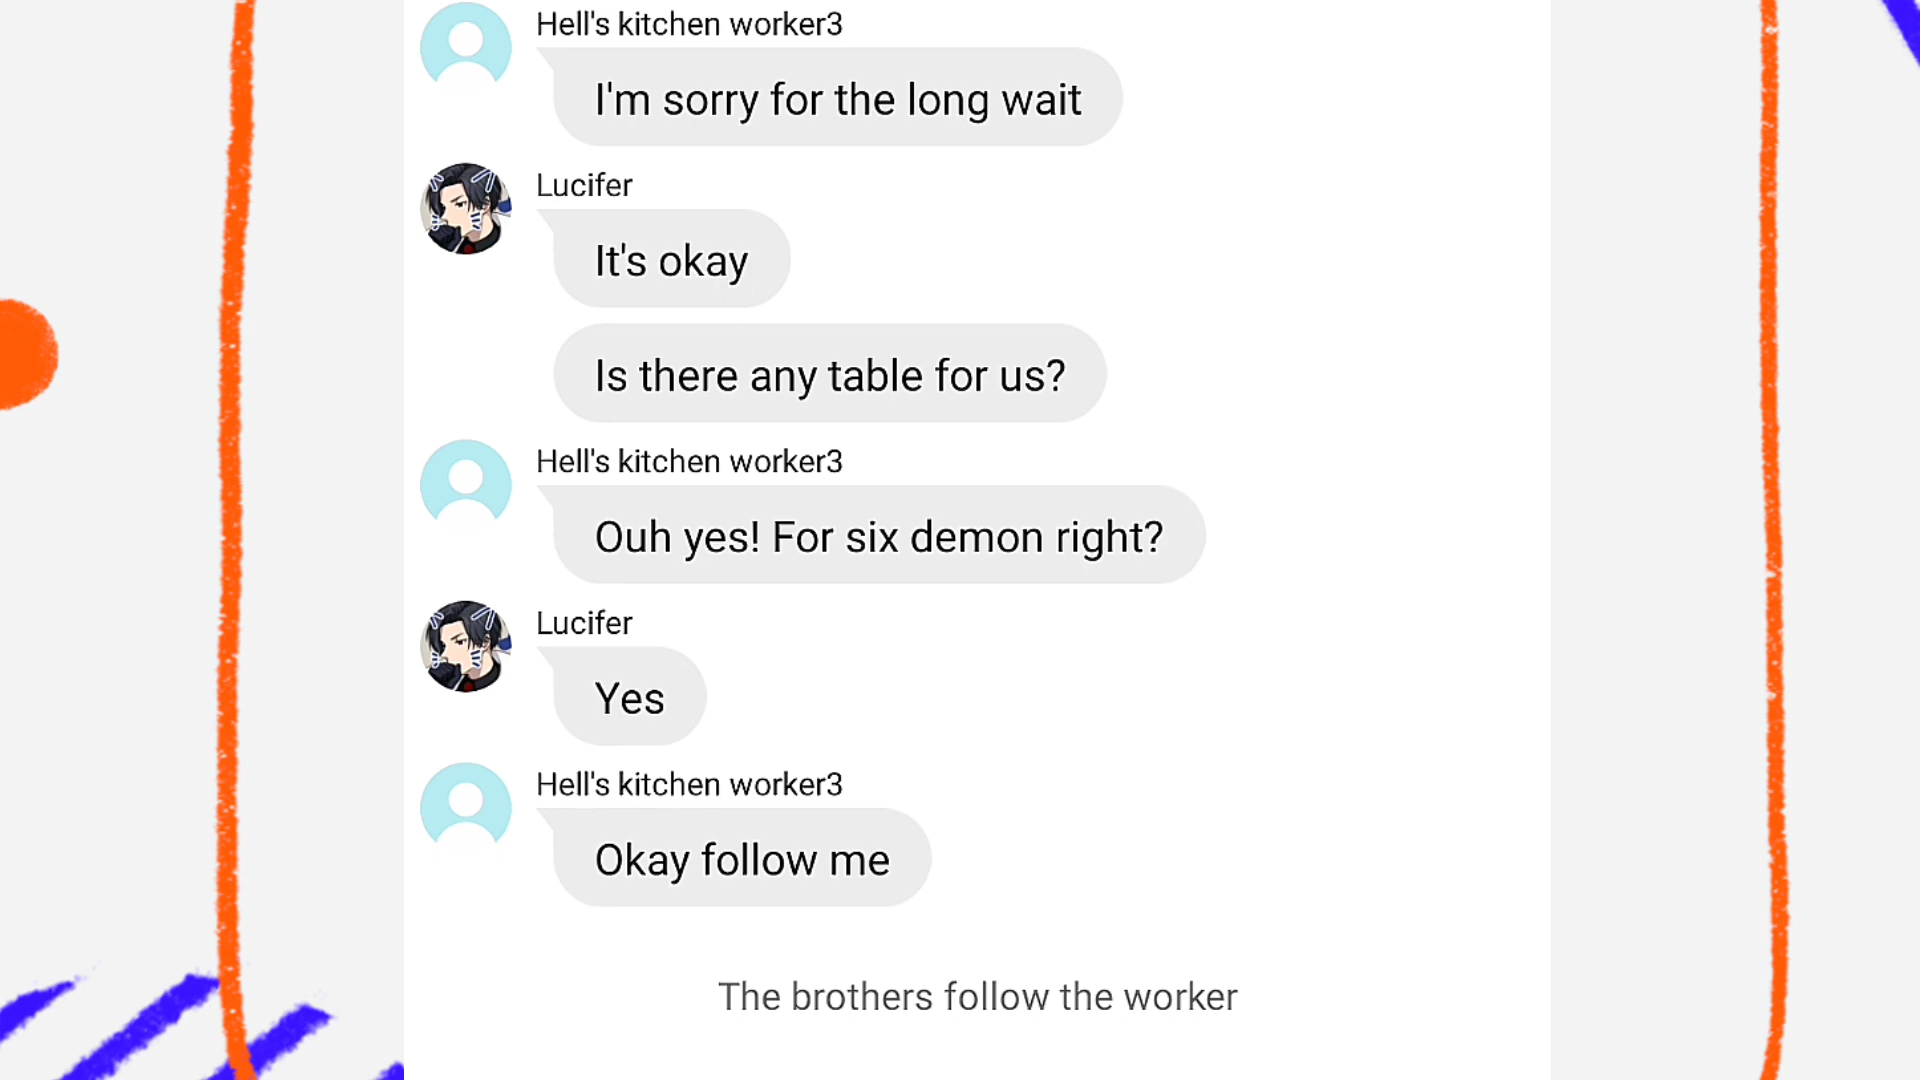 Hell's kitchen worker3
I'm sorry for the long wait
Lucifer
It's okay
Is there any table for us?
Hell's kitchen worker3
Ouh yes! For six demon right?
Lucifer
Yes
Hell's kitchen worker3
Okay follow me
The brothers follow the worker